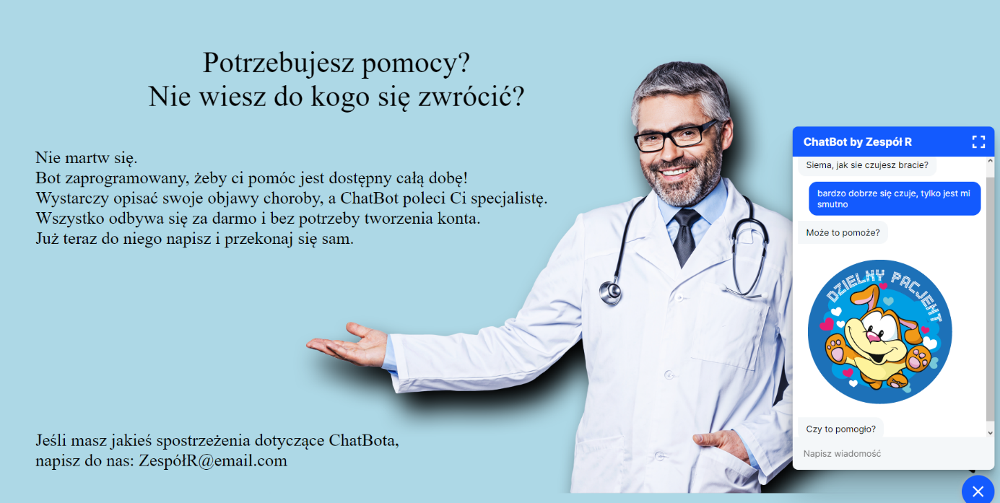 Potrzebujesz pomocy?
Nie wiesz do kogo się zwrócić?
Nie martw się.
Bot zaprogramowany, żeby ci pomóc jest dostępny całą dobę!
Wystarczy opisać swoje objawy choroby, a ChatBot poleci Ci specjalistę.
Wszystko odbywa się za darmo i bez potrzeby tworzenia konta.
Już teraz do niego napisz i przekonaj się sam.
Jeśli masz jakieś spostrzeżenia dotyczące ChatBota,
napisz do nas: ZespółR@email.com
ChatBot by Zespół R
Siema, jak sie czujesz bracie?
bardzo dobrze się czuje, tylko jest mi
smutno
Może to pomoże?
DZIELNY PACJENT
Czy to pomogło?
Napisz wiadomość